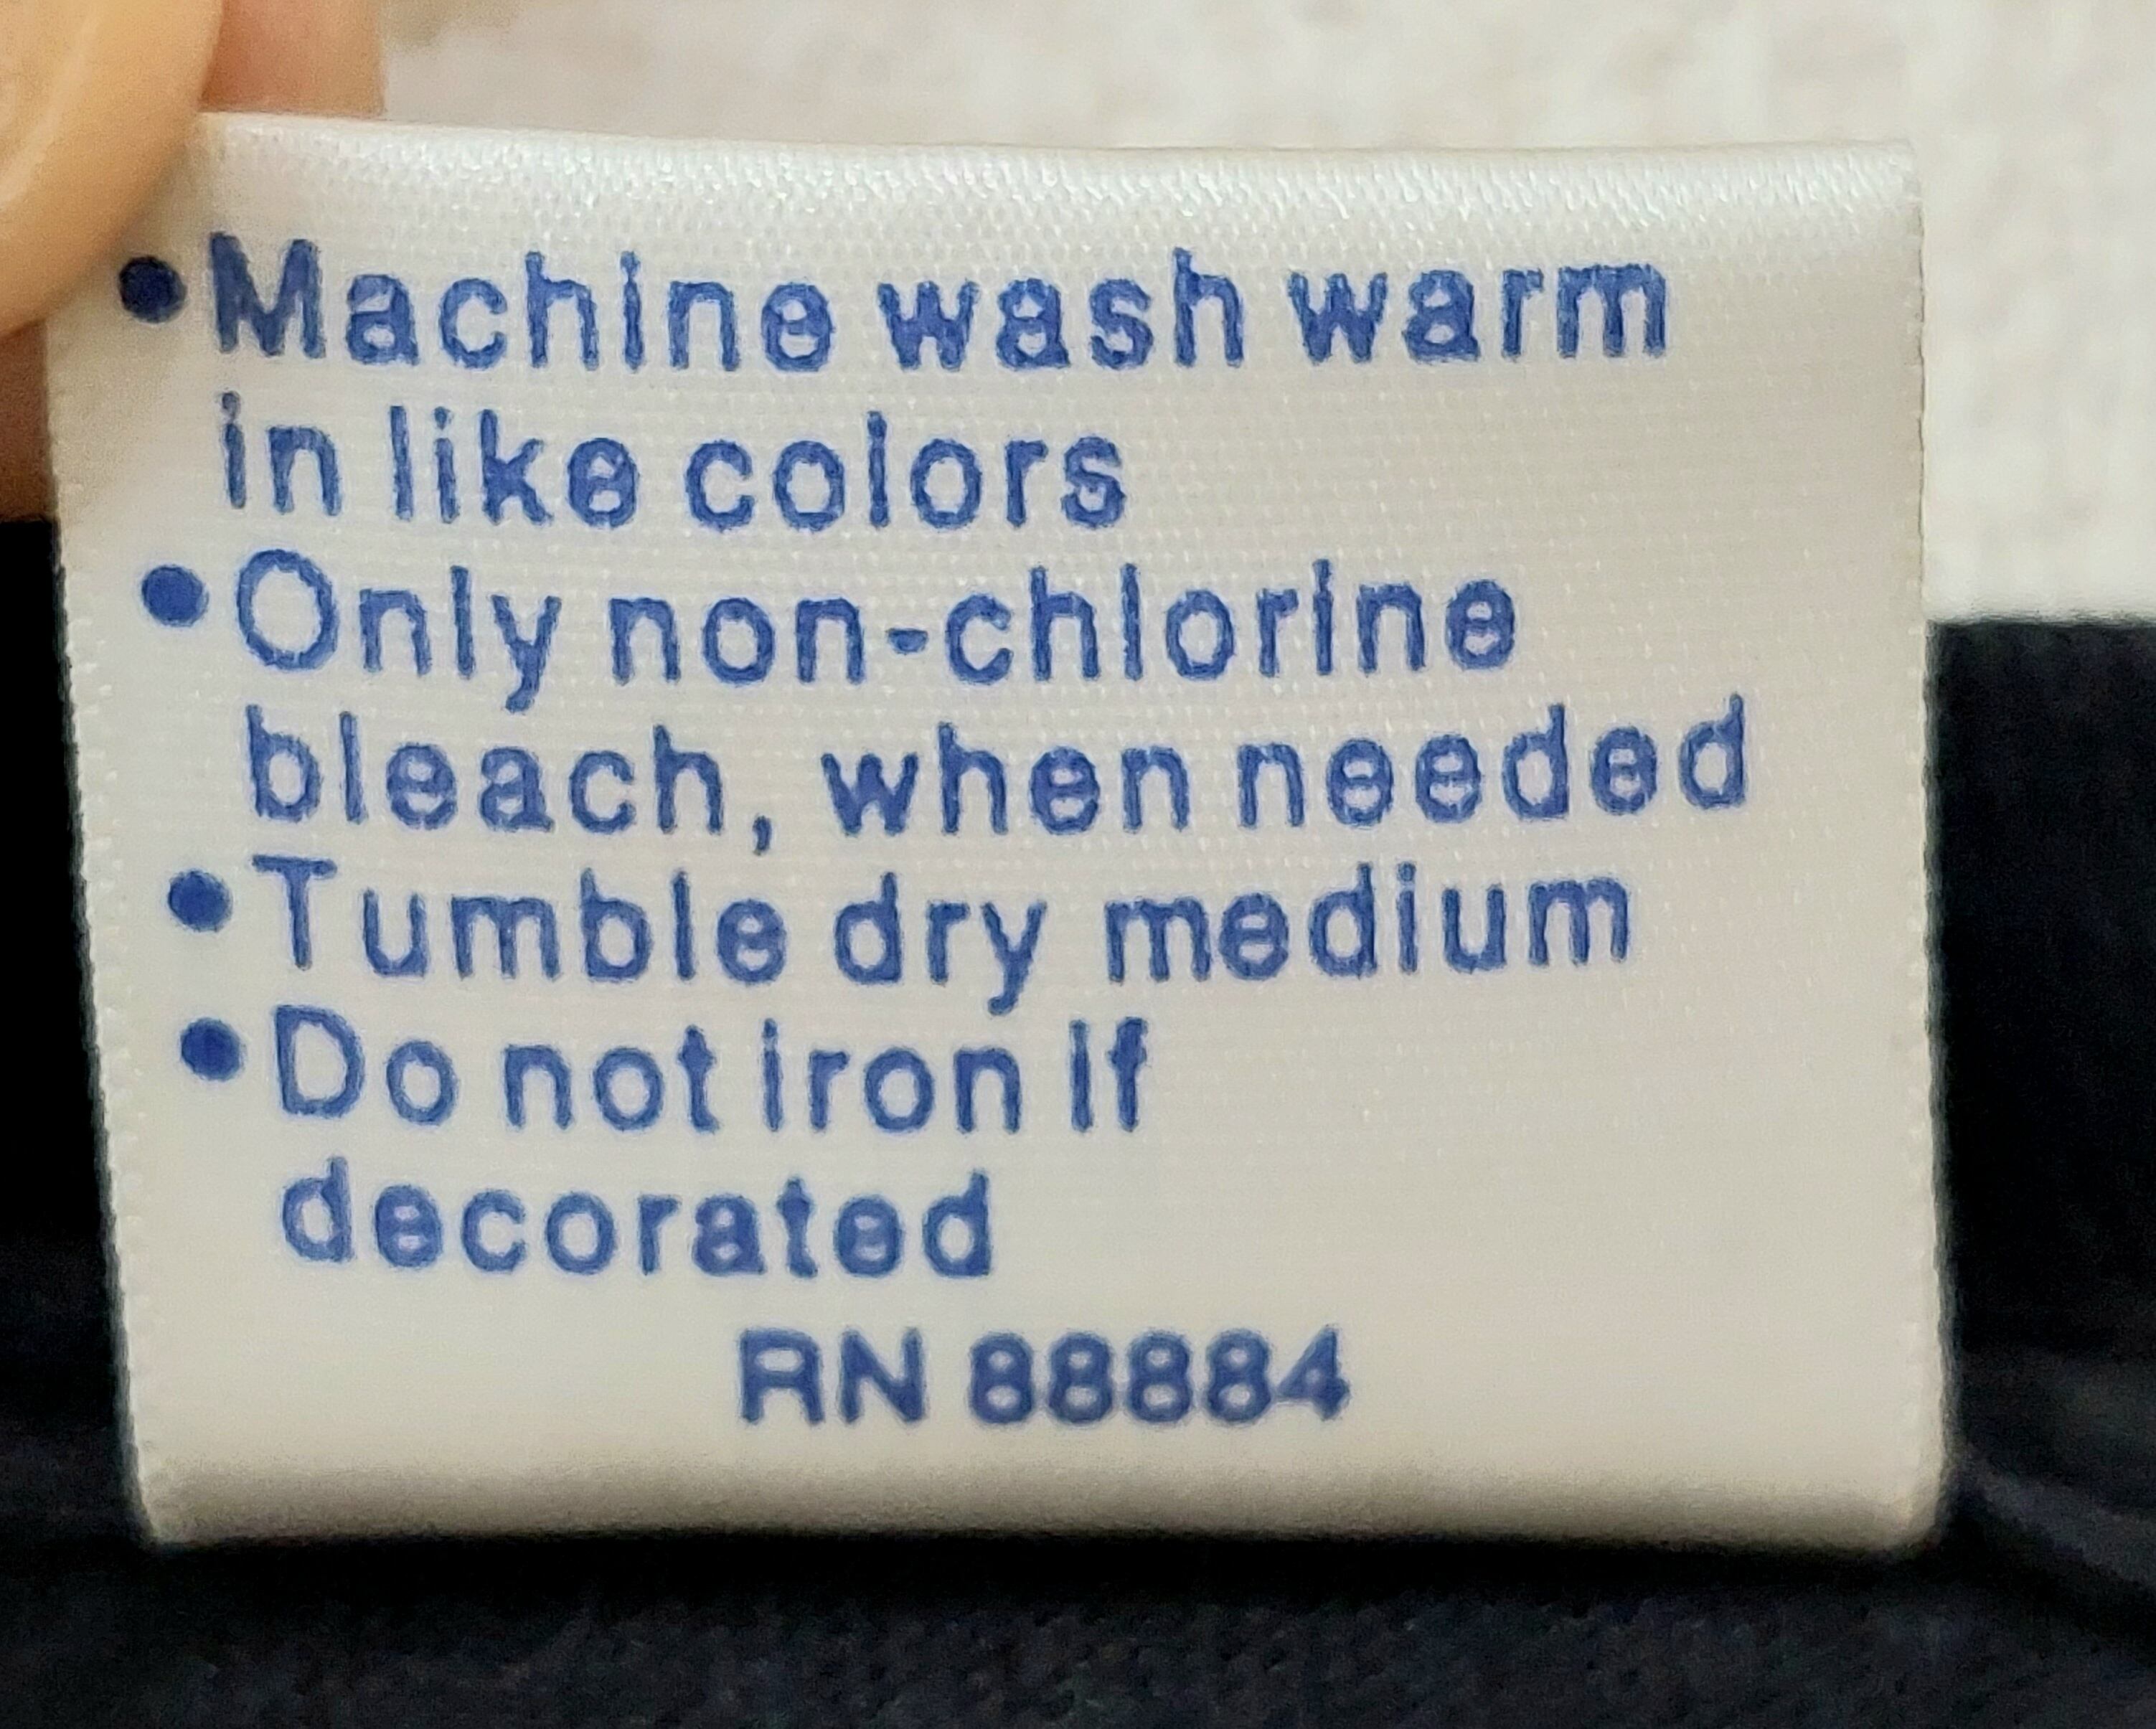 •Machine wash warm
in like colors
•Only non-chlorine
bleach, when needed
•Tumble dry medium
•Do not iron if
decorated
RN 88884